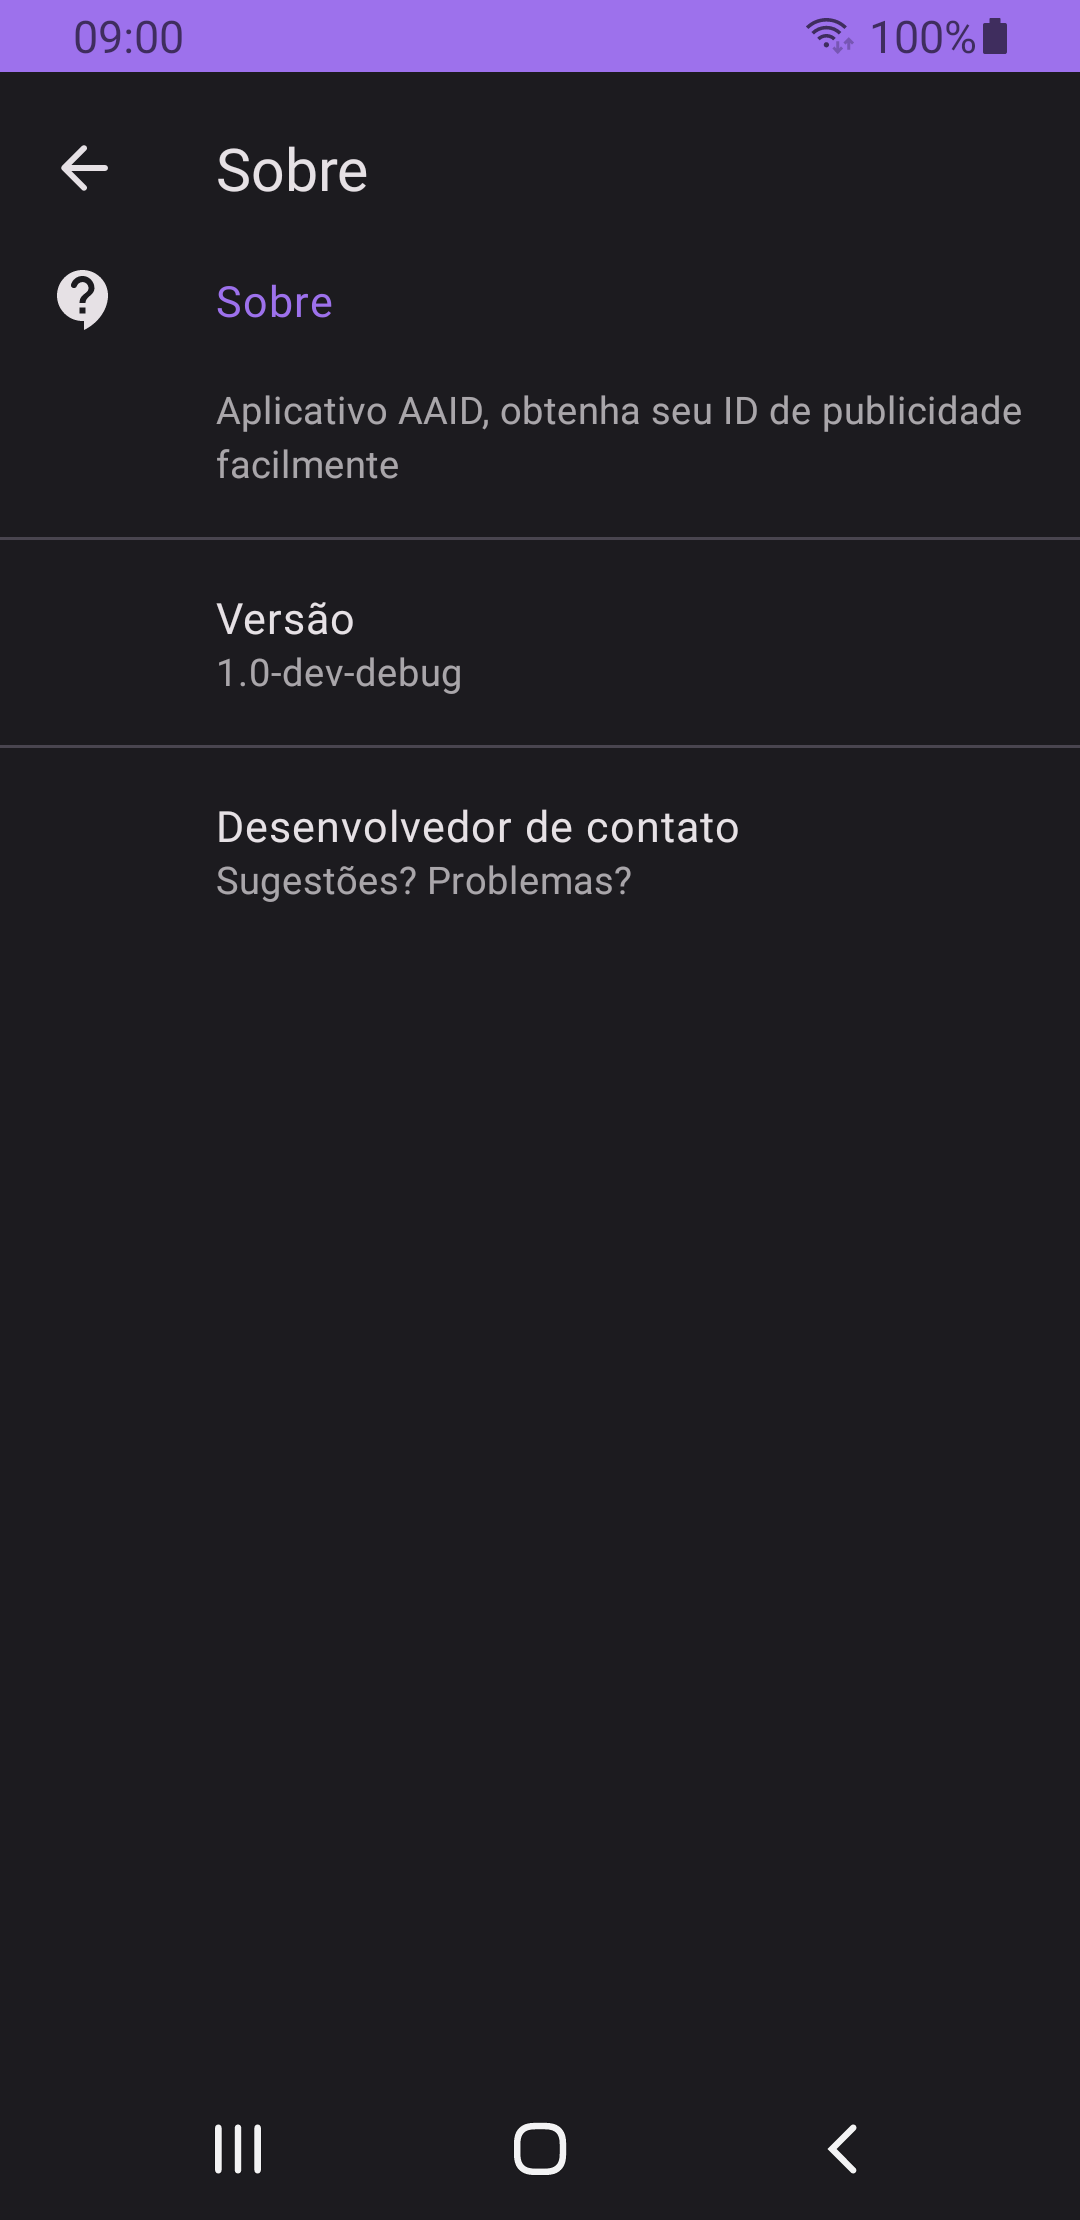 09:00 100%
Sobre
Sobre
Aplicativo AAID, obtenha seu ID de publicidade
facilmente
Versão
1.0-dev-debug
Desenvolvedor de contato
Sugestões? Problemas?